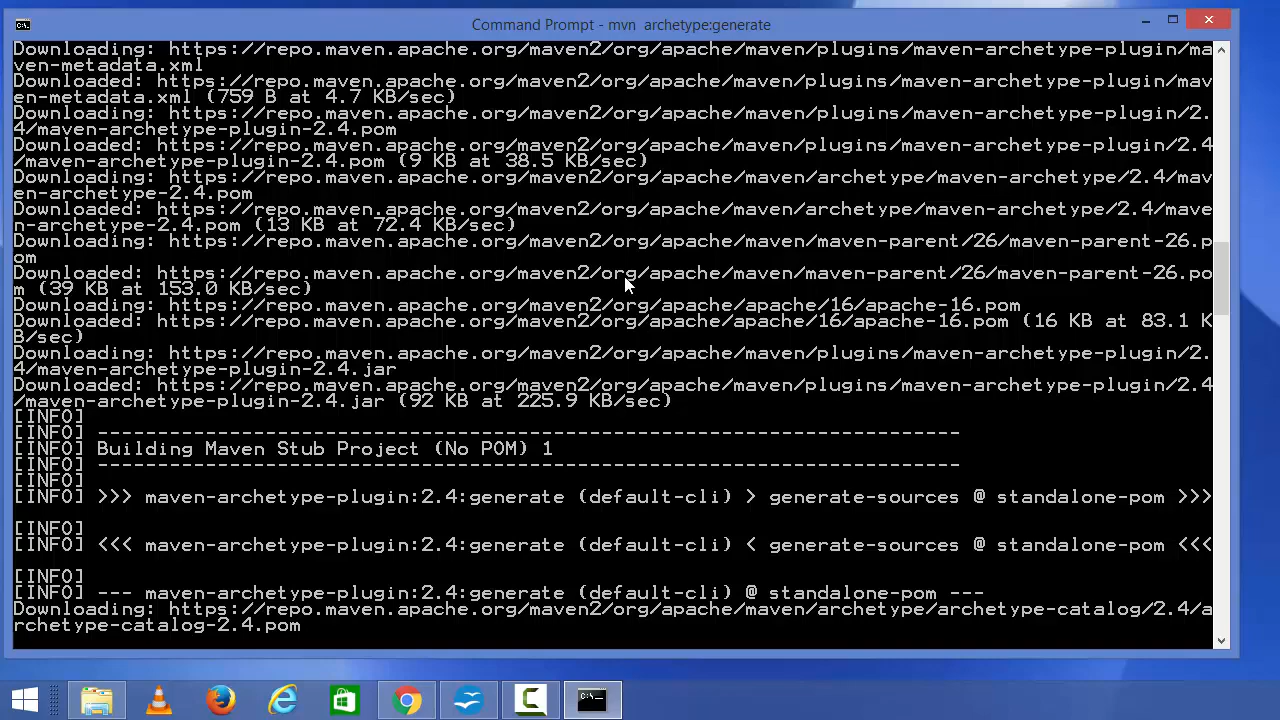 Command Prompt - mvn  archetype:generate
Downloading: https://repo.maven.apache.org/maven2/org/apache/maven/plugins/maven-archetype-plugin/ma
ven-metadata.xml
Downloaded: https://repo.maven.apache.org/maven2/org/apache/maven/plugins/maven-archetype-plugin/mav
en-metadata.xml (759 B at 4.7 KB/sec)
Downloading: https://repo.maven.apache.org/maven2/org/apache/maven/plugins/maven-archetype-plugin/2.
4/maven-archetype-plugin-2.4.pom
Downloaded: https://repo.maven.apache.org/maven2/org/apache/maven/plugins/maven-archetype-plugin/2.4
/maven-archetype-plugin-2.4.pom (9 KB at 38.5 KB/sec)
Downloading: https://repo.maven.apache.org/maven2/org/apache/maven/archetype/maven-archetype/2.4/mav
en-archetype-2.4.pom
Downloaded: https://repo.maven.apache.org/maven2/org/apache/maven/archetype/maven-archetype/2.4/mave
n-archetype-2.4.pom (13 KB at 72.4 KB/sec)
Downloading: https://repo.maven.apache.org/maven2/org/apache/maven/maven-parent/26/maven-parent-26.p
om
Downloaded: https://repo.maven.apache.org/maven2/org/apache/maven/maven-parent/26/maven-parent-26.po
m (39 KB at 153.0 KB/sec)
Downloading: https://repo.maven.apache.org/maven2/org/apache/apache/16/apache-16.pom
Downloaded: https://repo.maven.apache.org/maven2/org/apache/apache/16/apache-16.pom (16 KB at 83.1 K
B/sec)
Downloading: https://repo.maven.apache.org/maven2/org/apache/maven/plugins/maven-archetype-plugin/2.
4/maven-archetype-plugin-2.4.jar
Downloaded: https://repo.maven.apache.org/maven2/org/apache/maven/plugins/maven-archetype-plugin/2.4
/maven-archetype-plugin-2.4.jar (92 KB at 225.9 KB/sec)
[INFO]
[INFO] ------------------------------------------------------------------------
[INFO] Building Maven Stub Project (No POM) 1
[INFO] ------------------------------------------------------------------------
[INFO]
[INFO] >>> maven-archetype-plugin:2.4:generate (default-cli) > generate-sources @ standalone-pom >>>
[INFO]
[INFO] <<< maven-archetype-plugin:2.4:generate (default-cli) < generate-sources @ standalone-pom <<<
[INFO]
[INFO] --- maven-archetype-plugin:2.4:generate (default-cli) @ standalone-pom ---
Downloading: https://repo.maven.apache.org/maven2/org/apache/maven/archetype/archetype-catalog/2.4/a
rchetype-catalog-2.4.pom